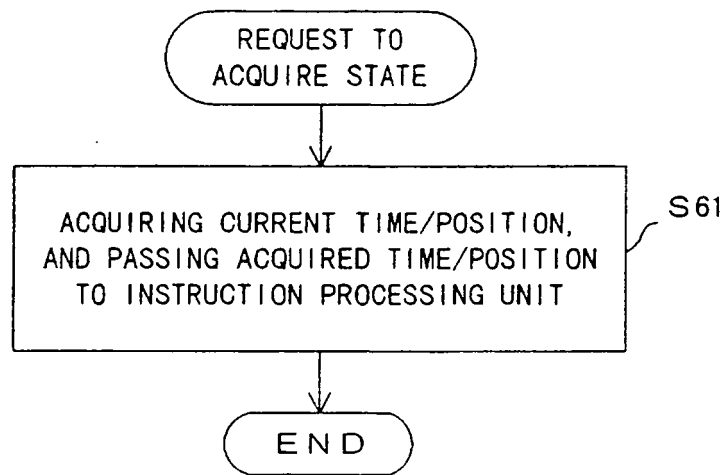 REQUEST TO
ACQUIRE STATE
ACQUIRING CURRENT TIME/POSITION,
AND PASSING ACQUIRED TIME/POSITION
TO INSTRUCTION PROCESSING UNIT
S61
END